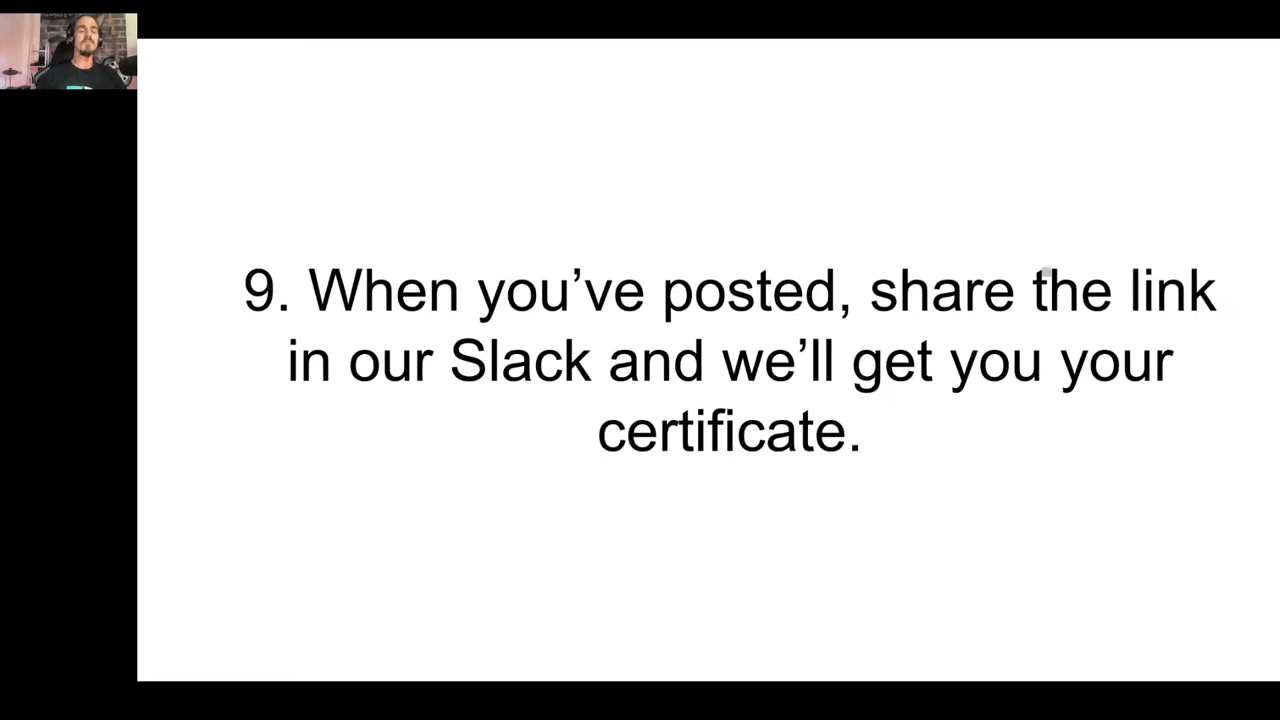 9. When you’ve posted, share the link
in our Slack and we’ll get you your
certificate.